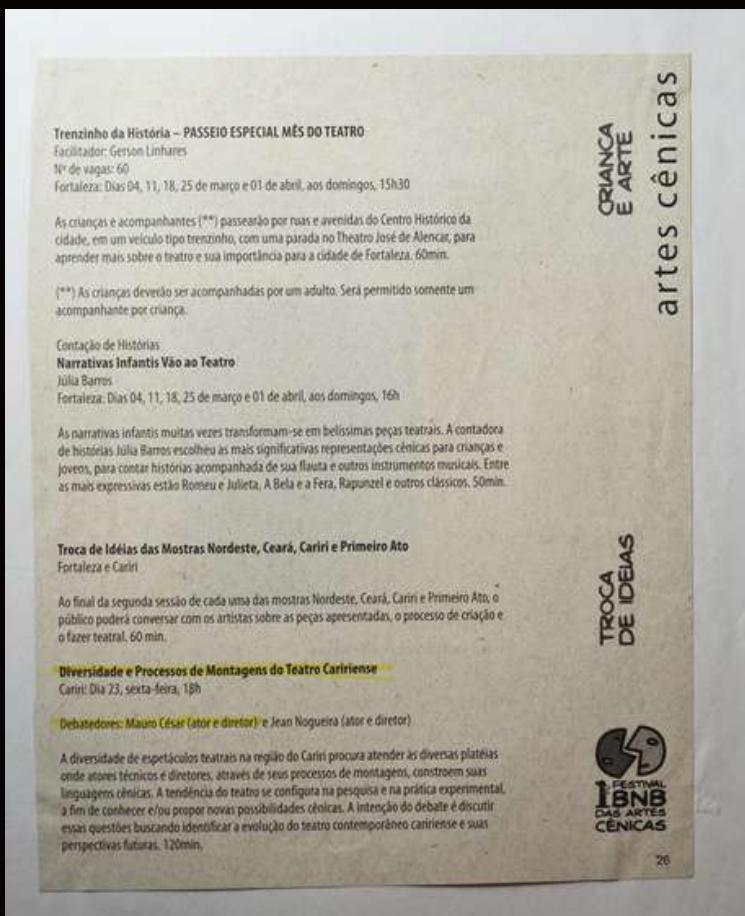 Trenzinho da História – PASSEIO ESPECIAL MÊS DO TEATRO
Facilitador: Gerson Linhares
Nº de vagas: 60
Fortaleza: Dias 04, 11, 18, 25 de março e 01 de abril, aos domingos, 15h30
As crianças e acompanhantes (**) passearão por ruas e avenidas do Centro Histórico da
cidade, em um veículo tipo trenzinho, com uma parada no Theatro José de Alencar, para
aprender mais sobre o teatro e sua importância para a cidade de Fortaleza. 60min.
(**) As crianças deverão ser acompanhadas por um adulto. Será permitido somente um
acompanhante por criança.
Contação de Histórias
Narrativas Infantis Vão ao Teatro
Júlia Barros
Fortaleza: Dias 04, 11, 18, 25 de março e 01 de abril, aos domingos, 16h
As narrativas infantis muitas vezes transformam-se em belíssimas peças teatrais. A contadora
de histórias Júlia Barros escolheu as mais significativas representações cênicas para crianças e
jovens, para contar histórias acompanhada de sua flauta e outros instrumentos musicais. Entre
as mais expressivas estão Romeu e Julieta, A Bela e a Fera, Rapunzel e outros clássicos. 50min.
Troca de Idéias das Mostras Nordeste, Ceará, Cariri e Primeiro Ato
Fortaleza e Cariri
Ao final da segunda sessão de cada uma das mostras Nordeste, Ceará, Cariri e Primeiro Ato, o
público poderá conversar com os artistas sobre as peças apresentadas, o processo de criação e
o fazer teatral. 60 min.
Diversidade e Processos de Montagens do Teatro Caririense
Cariri: Dia 23, sexta-feira, 18h
Debatedores: Mauro César (ator e diretor) e Jean Nogueira (ator e diretor)
A diversidade de espetáculos teatrais na região do Cariri procura atender às diversas platéias
onde atores técnicos e diretores, através de seus processos de montagens, constroem suas
linguagens cênicas. A tendência do teatro se configura na pesquisa e na prática experimental,
a fim de conhecer e/ou propor novas possibilidades cênicas. A intenção do debate é discutir
essas questões buscando identificar a evolução do teatro contemporâneo caririense e suas
perspectivas futuras. 120min.
artes cênicas
CRIANÇA
E ARTE
TROCA
DE IDEIAS
1º FESTIVAL
BNB
DAS ARTES
CÊNICAS
26